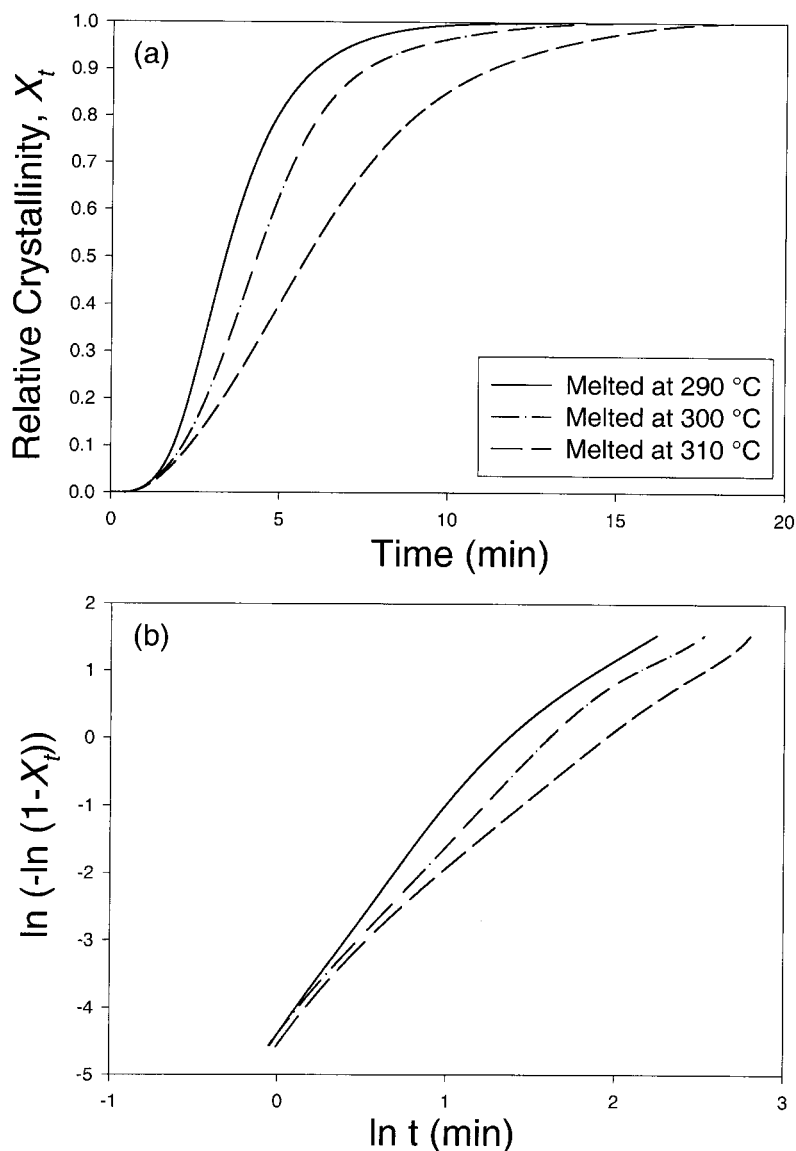 (a)
Relative Crystallinity, X_t
1.0
0.9
0.8
0.7
0.6
0.5
0.4
0.3
0.2
0.1
0.0
Melted at 290 °C
Melted at 300 °C
Melted at 310 °C
0 5 10 15 20
Time (min)
(b)
ln (-ln (1-X_t))
2
1
0
-1
-2
-3
-4
-5
-1 0 1 2 3
ln t (min)